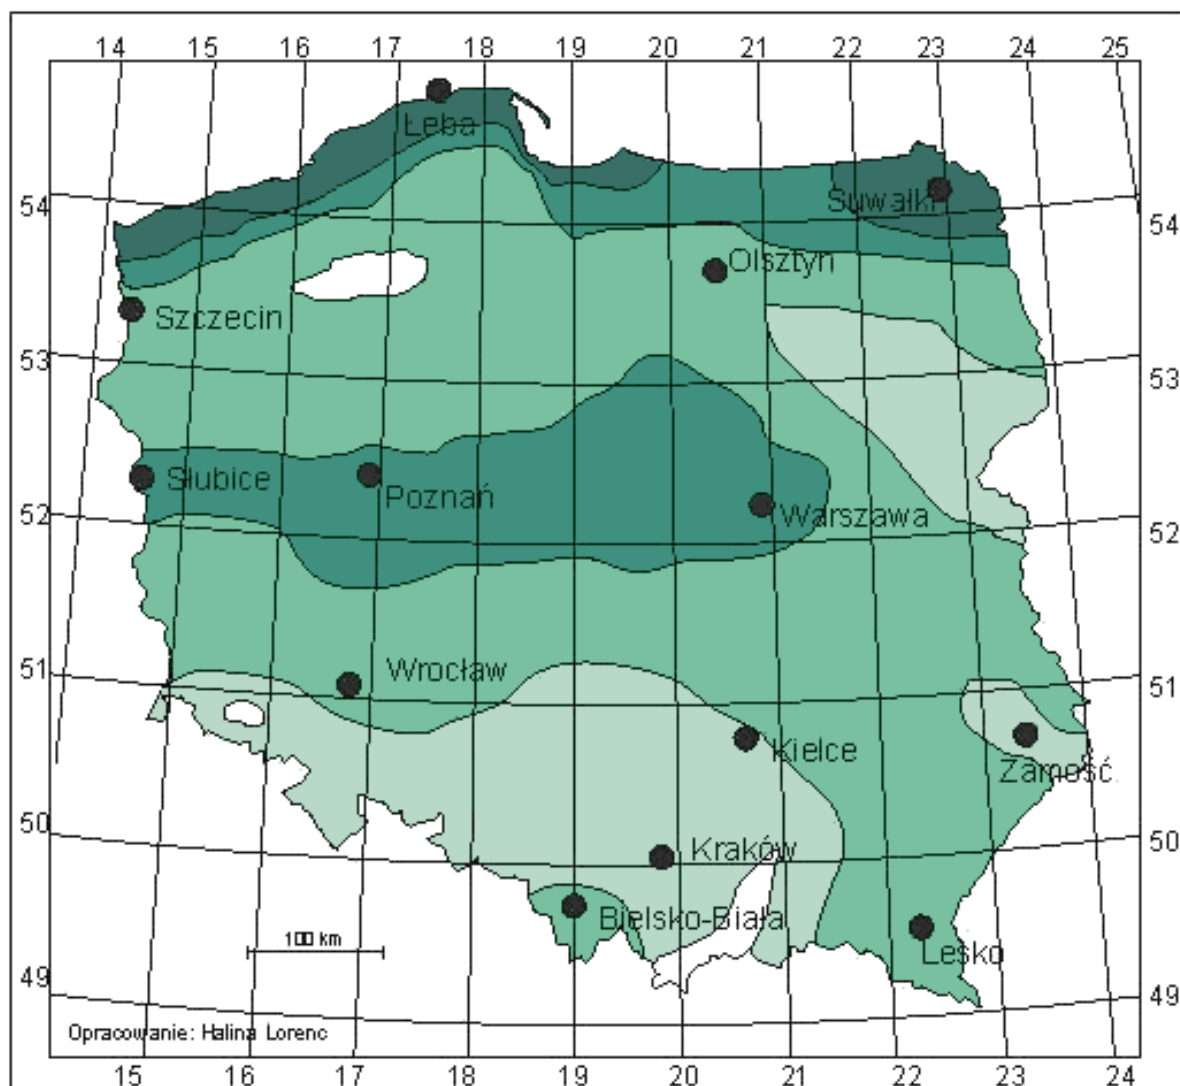 14 15 16 17 18 19 20 21 22 23 24 25
Łeba
54
Suwałki
54
Olsztyn
Szczecin
53
53
Słubice
Poznań
Warszawa
52
52
Wrocław
51
51
Kielce
Zamość
50
50
Kraków
Bielsko-Biała
100 km
Lesko
49
49
Opracowanie: Halina Lorenc
15 16 17 18 19 20 21 22 23 24